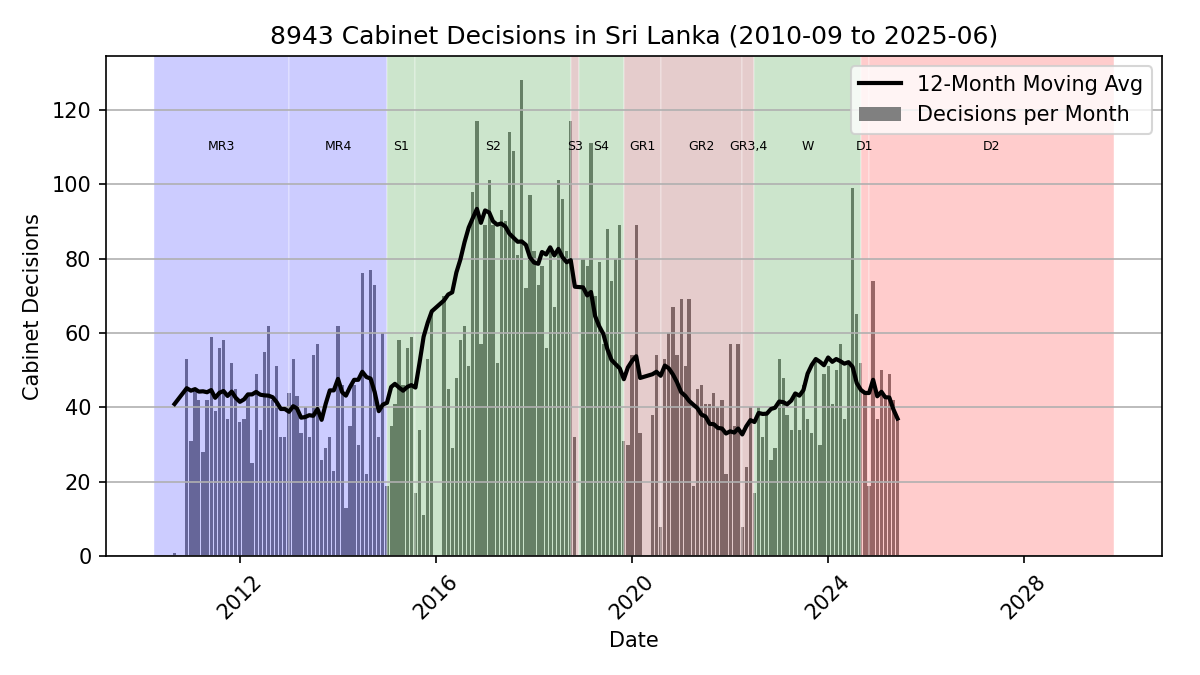 8943 Cabinet Decisions in Sri Lanka (2010-09 to 2025-06)
12-Month Moving Avg
Decisions per Month
MR3 MR4 S1 S2 S3 S4 GR1 GR2 GR3,4 W D1 D2
120
100
80
60
40
20
0
Cabinet Decisions
2012 2016 2020 2024 2028
Date